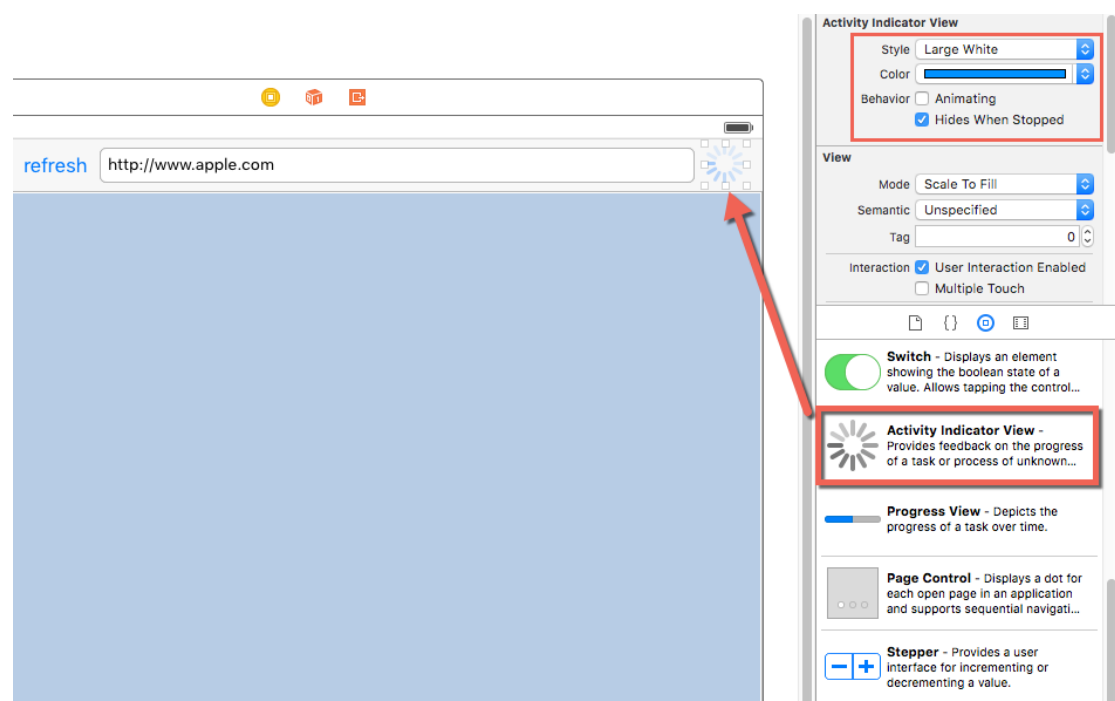 refresh
http://www.apple.com
Activity Indicator View
Style Large White
Color
Behavior Animating
Hides When Stopped
View
Mode Scale To Fill
Semantic Unspecified
Tag 0
Interaction User Interaction Enabled
Multiple Touch
{}
Switch - Displays an element
showing the boolean state of a
value. Allows tapping the control...
Activity Indicator View -
Provides feedback on the progress
of a task or process of unknown...
Progress View - Depicts the
progress of a task over time.
Page Control - Displays a dot for
each open page in an application
and supports sequential navigati...
Stepper - Provides a user
interface for incrementing or
decrementing a value.